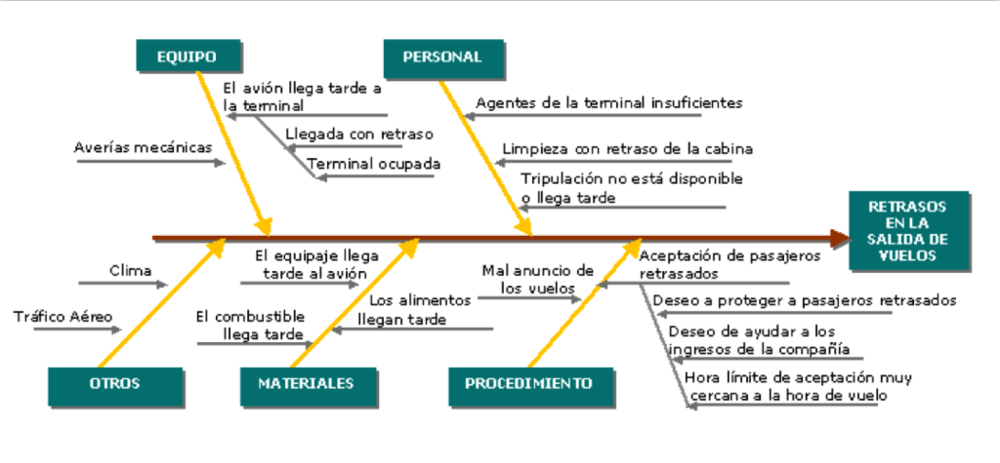 EQUIPO
El avión llega tarde a
la terminal
Llegada con retraso
Terminal ocupada
Averías mecánicas
PERSONAL
Agentes de la terminal insuficientes
Limpieza con retraso de la cabina
Tripulación no está disponible
o llega tarde
RETRASOS
EN LA
SALIDA DE
VUELOS
Clima
Tráfico Aéreo
OTROS
El equipaje llega
tarde al avión
Los alimentos
llegan tarde
El combustible
llega tarde
MATERIALES
Mal anuncio de
los vuelos
Aceptación de pasajeros
retrasados
Deseo a proteger a pasajeros retrasados
Deseo de ayudar a los
ingresos de la compañía
Hora límite de aceptación muy
cercana a la hora de vuelo
PROCEDIMIENTO